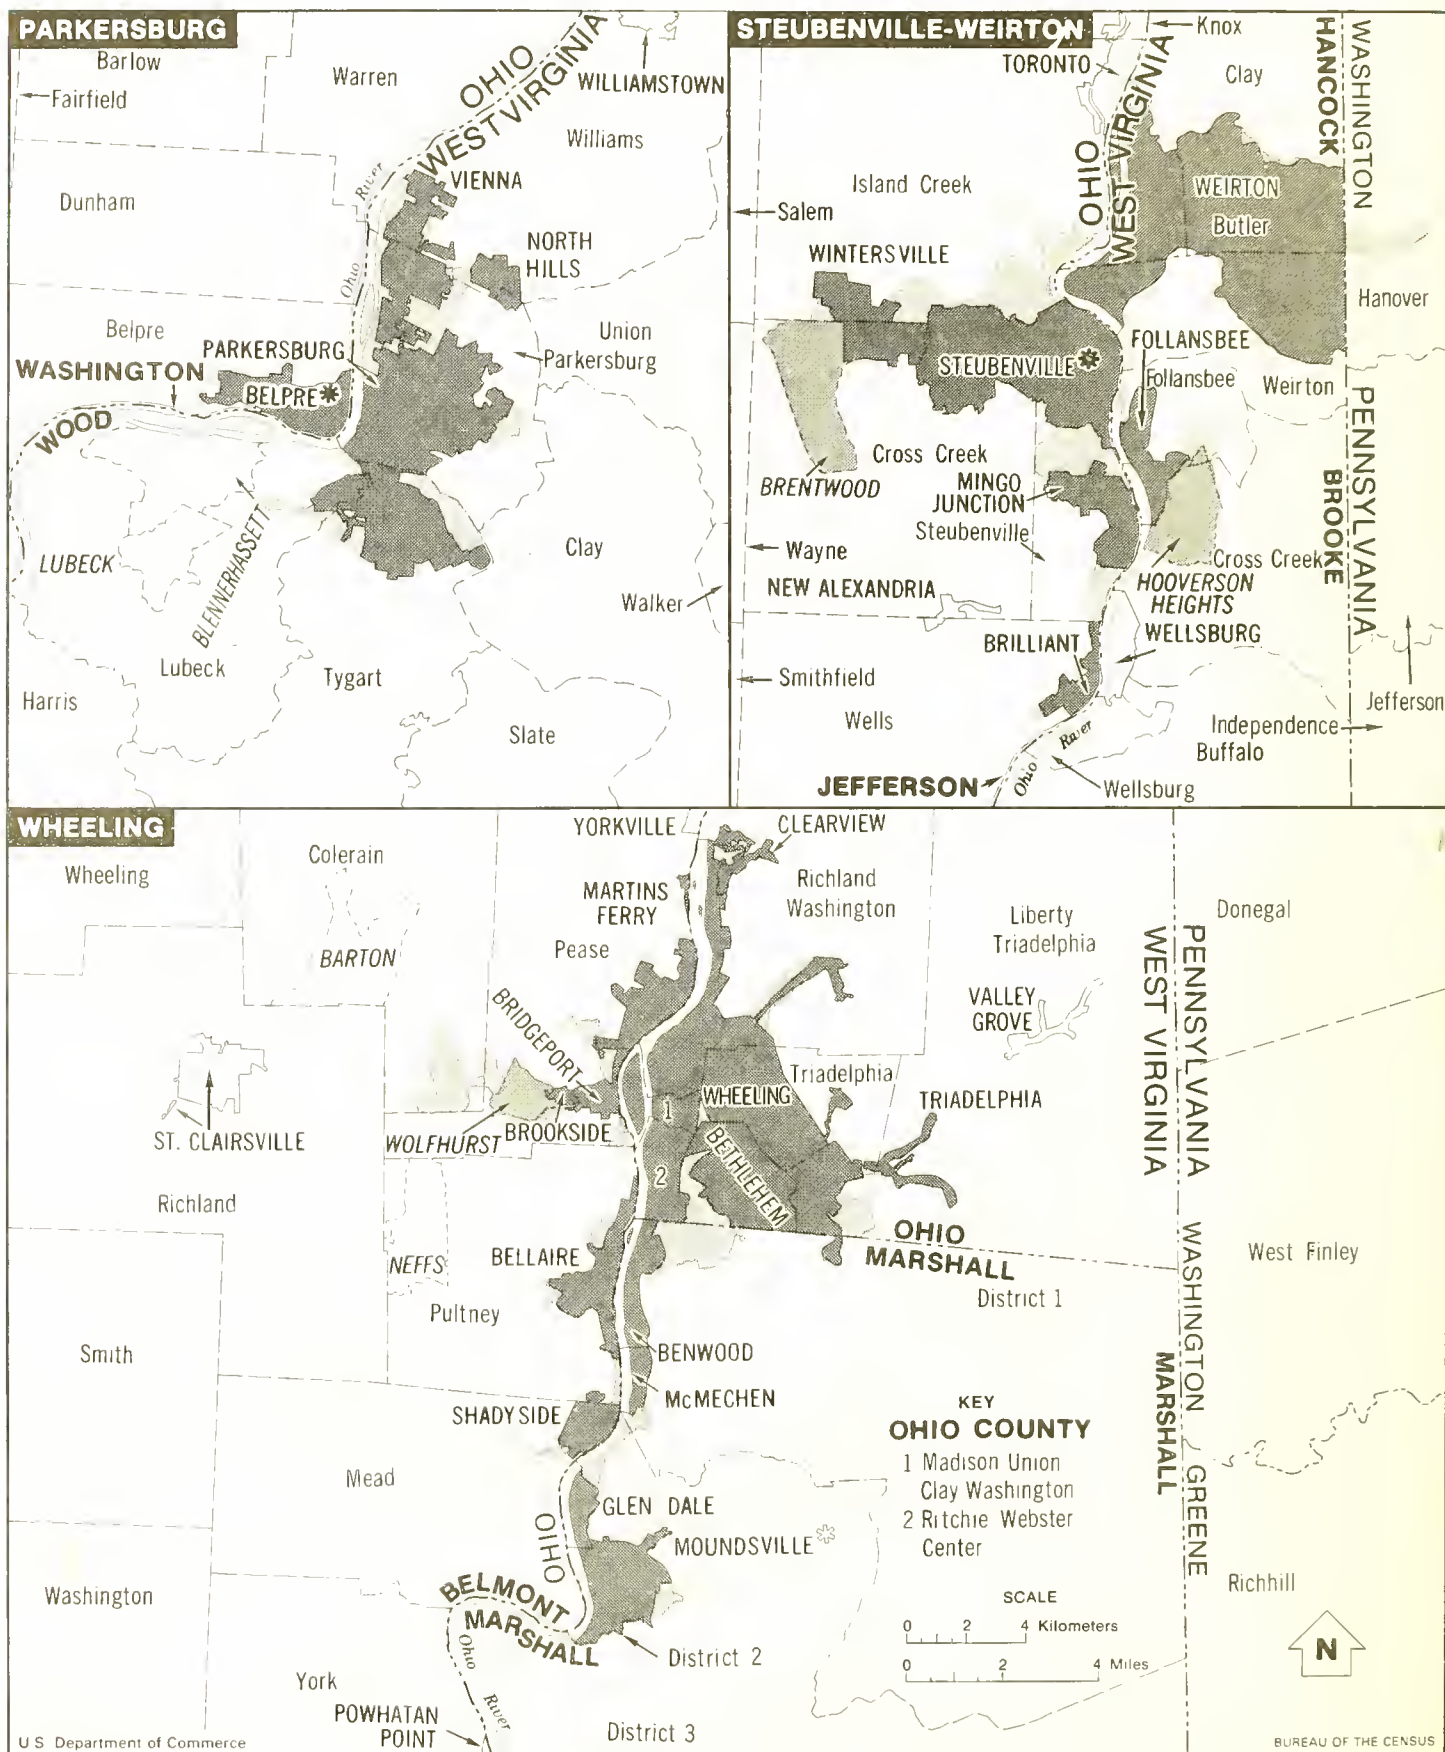 PARKERSBURG
Barlow
Fairfield
Warren
OHIO
WEST VIRGINIA
WILLIAMSTOWN
Williams
River
VIENNA
Dunham
NORTH
HILLS
Ohio
Belpre
Union
PARKERSBURG
Parkersburg
WASHINGTON
BELPRE*
WOOD
LUBECK
BLENNERHASSETT
Clay
Walker
Lubeck
Tygart
Harris
Slate
STEUBENVILLE-WEIRTON
Knox
TORONTO
Clay
HANCOCK
WASHINGTON
OHIO
WEST VIRGINIA
Island Creek
WEIRTON
Butler
Salem
WINTERSVILLE
Hanover
FOLLANSBEE
STEUBENVILLE*
Follansbee
Weirton
PENNSYLVANIA
BROOKE
Cross Creek
BRENTWOOD
MINGO
JUNCTION
Steubenville
Wayne
Cross Creek
NEW ALEXANDRIA
HOOVERSON
HEIGHTS
BRILLIANT
WELLSBURG
Smithfield
Jefferson
Wells
Independence
Buffalo
Ohio River
JEFFERSON
Wellsburg
WHEELING
YORKVILLE
CLEARVIEW
Wheeling
Colerain
MARTINS
FERRY
Richland
Washington
Liberty
Triadelphia
Donegal
PENNSYLVANIA
WEST VIRGINIA
BARTON
Pease
VALLEY
GROVE
BRIDGEPORT
Triadelphia
WHEELING
TRIADELPHIA
1
ST. CLAIRSVILLE
WOLFHURST
BROOKSIDE
BETHLEHEM
2
Richland
OHIO
MARSHALL
WASHINGTON
West Finley
NEFFS
BELLAIRE
District 1
Pultney
Smith
BENWOOD
MARSHALL
McMECHEN
SHADYSIDE
KEY
OHIO COUNTY
1 Madison Union
Clay Washington
2 Ritchie Webster
Center
GREENE
Mead
GLEN DALE
OHIO
MOUNDSVILLE*
Washington
BELMONT
MARSHALL
Richhill
SCALE
0 2 4 Kilometers
0 2 4 Miles
N
Ohio
River
District 2
York
POWHATAN
POINT
District 3
U S Department of Commerce
BUREAU OF THE CENSUS